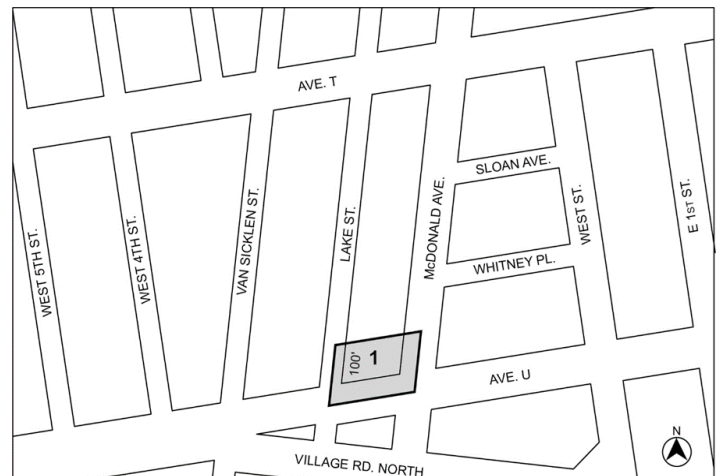 AVE. T
SLOAN AVE.
WEST 5TH ST.
WEST 4TH ST.
VAN SICKLEN ST.
LAKE ST.
McDONALD AVE.
WEST ST.
E 1ST ST.
WHITNEY PL.
100'
1
AVE. U
VILLAGE RD. NORTH
N